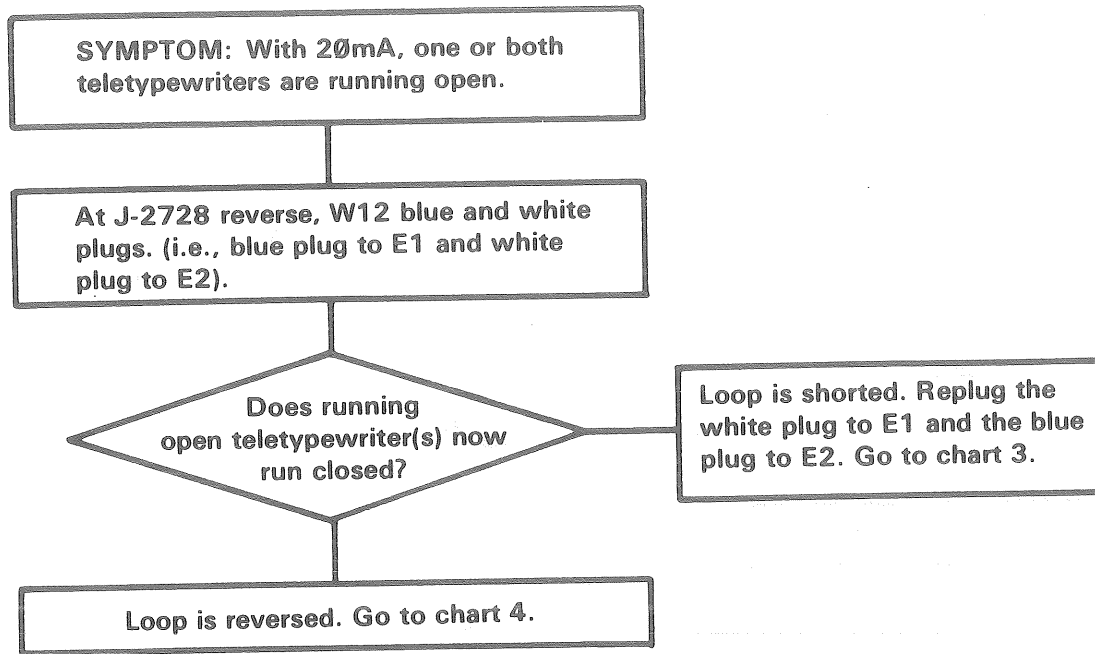 SYMPTOM: With 2ØmA, one or both
teletypewriters are running open.
At J-2728 reverse, W12 blue and white
plugs. (i.e., blue plug to E1 and white
plug to E2).
Does running
open teletypewriter(s) now
run closed?
Loop is shorted. Replug the
white plug to E1 and the blue
plug to E2. Go to chart 3.
Loop is reversed. Go to chart 4.